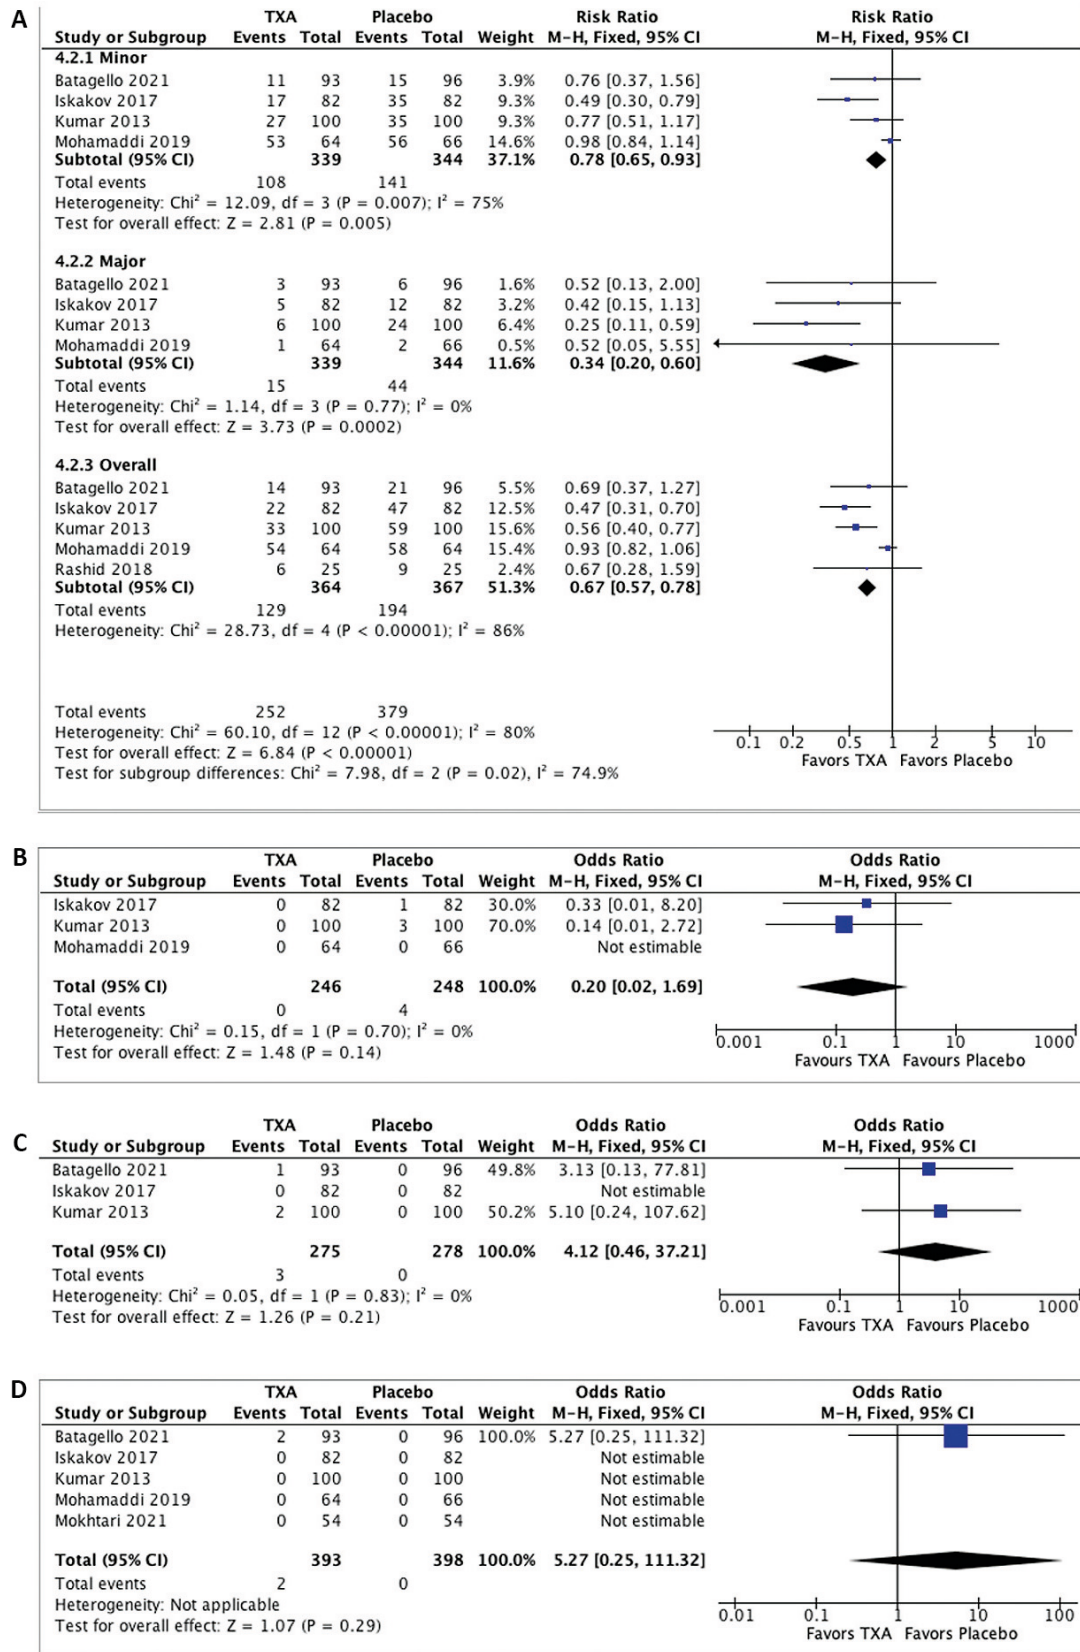 A
TXA Placebo Risk Ratio Risk Ratio
Study or Subgroup Events Total Events Total Weight M-H, Fixed, 95% CI M-H, Fixed, 95% CI
4.2.1 Minor
Batagello 2021 11 93 15 96 3.9% 0.76 [0.37, 1.56]
Iskakov 2017 17 82 35 82 9.3% 0.49 [0.30, 0.79]
Kumar 2013 27 100 35 100 9.3% 0.77 [0.51, 1.17]
Mohamaddi 2019 53 64 56 66 14.6% 0.98 [0.84, 1.14]
Subtotal (95% CI) 339 344 37.1% 0.78 [0.65, 0.93]
Total events 108 141
Heterogeneity: Chi² = 12.09, df = 3 (P = 0.007); I² = 75%
Test for overall effect: Z = 2.81 (P = 0.005)
4.2.2 Major
Batagello 2021 3 93 6 96 1.6% 0.52 [0.13, 2.00]
Iskakov 2017 5 82 12 82 3.2% 0.42 [0.15, 1.13]
Kumar 2013 6 100 24 100 6.4% 0.25 [0.11, 0.59]
Mohamaddi 2019 1 64 2 66 0.5% 0.52 [0.05, 5.55]
Subtotal (95% CI) 339 344 11.6% 0.34 [0.20, 0.60]
Total events 15 44
Heterogeneity: Chi² = 1.14, df = 3 (P = 0.77); I² = 0%
Test for overall effect: Z = 3.73 (P = 0.0002)
4.2.3 Overall
Batagello 2021 14 93 21 96 5.5% 0.69 [0.37, 1.27]
Iskakov 2017 22 82 47 82 12.5% 0.47 [0.31, 0.70]
Kumar 2013 33 100 59 100 15.6% 0.56 [0.40, 0.77]
Mohamaddi 2019 54 64 58 64 15.4% 0.93 [0.82, 1.06]
Rashid 2018 6 25 9 25 2.4% 0.67 [0.28, 1.59]
Subtotal (95% CI) 364 367 51.3% 0.67 [0.57, 0.78]
Total events 129 194
Heterogeneity: Chi² = 28.73, df = 4 (P < 0.00001); I² = 86%
Total events 252 379
Heterogeneity: Chi² = 60.10, df = 12 (P < 0.00001); I² = 80%
Test for overall effect: Z = 6.84 (P < 0.00001)
Test for subgroup differences: Chi² = 7.98, df = 2 (P = 0.02), I² = 74.9%
0.1 0.2 0.5 1 2 5 10
Favors TXA Favors Placebo
B
TXA Placebo Odds Ratio Odds Ratio
Study or Subgroup Events Total Events Total Weight M-H, Fixed, 95% CI M-H, Fixed, 95% CI
Iskakov 2017 0 82 1 82 30.0% 0.33 [0.01, 8.20]
Kumar 2013 0 100 3 100 70.0% 0.14 [0.01, 2.72]
Mohamaddi 2019 0 64 0 66 Not estimable
Total (95% CI) 246 248 100.0% 0.20 [0.02, 1.69]
Total events 0 4
Heterogeneity: Chi² = 0.15, df = 1 (P = 0.70); I² = 0%
Test for overall effect: Z = 1.48 (P = 0.14)
0.001 0.1 1 10 1000
Favours TXA Favours Placebo
C
TXA Placebo Odds Ratio Odds Ratio
Study or Subgroup Events Total Events Total Weight M-H, Fixed, 95% CI M-H, Fixed, 95% CI
Batagello 2021 1 93 0 96 49.8% 3.13 [0.13, 77.81]
Iskakov 2017 0 82 0 82 Not estimable
Kumar 2013 2 100 0 100 50.2% 5.10 [0.24, 107.62]
Total (95% CI) 275 278 100.0% 4.12 [0.46, 37.21]
Total events 3 0
Heterogeneity: Chi² = 0.05, df = 1 (P = 0.83); I² = 0%
Test for overall effect: Z = 1.26 (P = 0.21)
0.001 0.1 1 10 1000
Favours TXA Favours Placebo
D
TXA Placebo Odds Ratio Odds Ratio
Study or Subgroup Events Total Events Total Weight M-H, Fixed, 95% CI M-H, Fixed, 95% CI
Batagello 2021 2 93 0 96 100.0% 5.27 [0.25, 111.32]
Iskakov 2017 0 82 0 82 Not estimable
Kumar 2013 0 100 0 100 Not estimable
Mohamaddi 2019 0 64 0 66 Not estimable
Mokhtari 2021 0 54 0 54 Not estimable
Total (95% CI) 393 398 100.0% 5.27 [0.25, 111.32]
Total events 2 0
Heterogeneity: Not applicable
Test for overall effect: Z = 1.07 (P = 0.29)
0.01 0.1 1 10 100
Favors TXA Favors Placebo